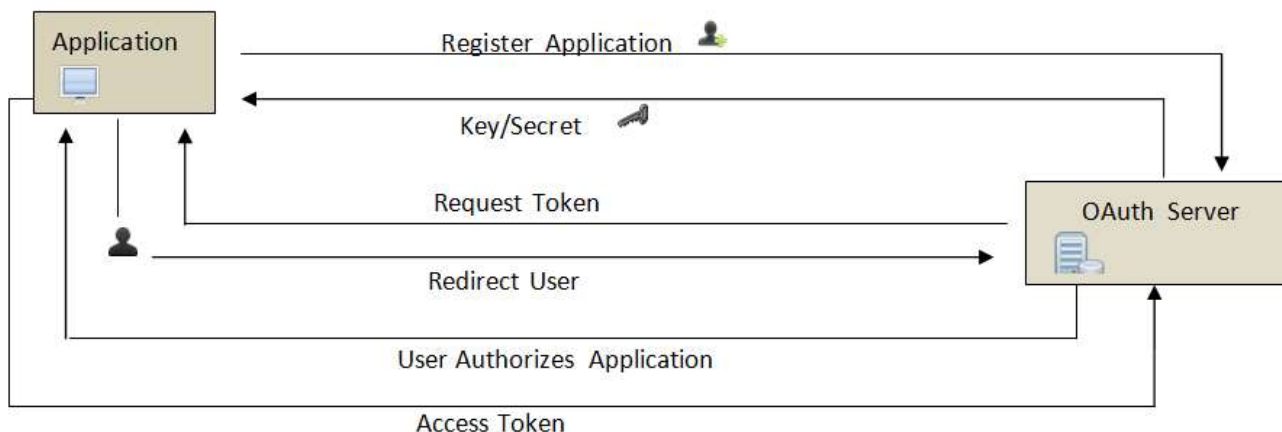 Application
Register Application
Key/Secret
Request Token
OAuth Server
Redirect User
User Authorizes Application
Access Token